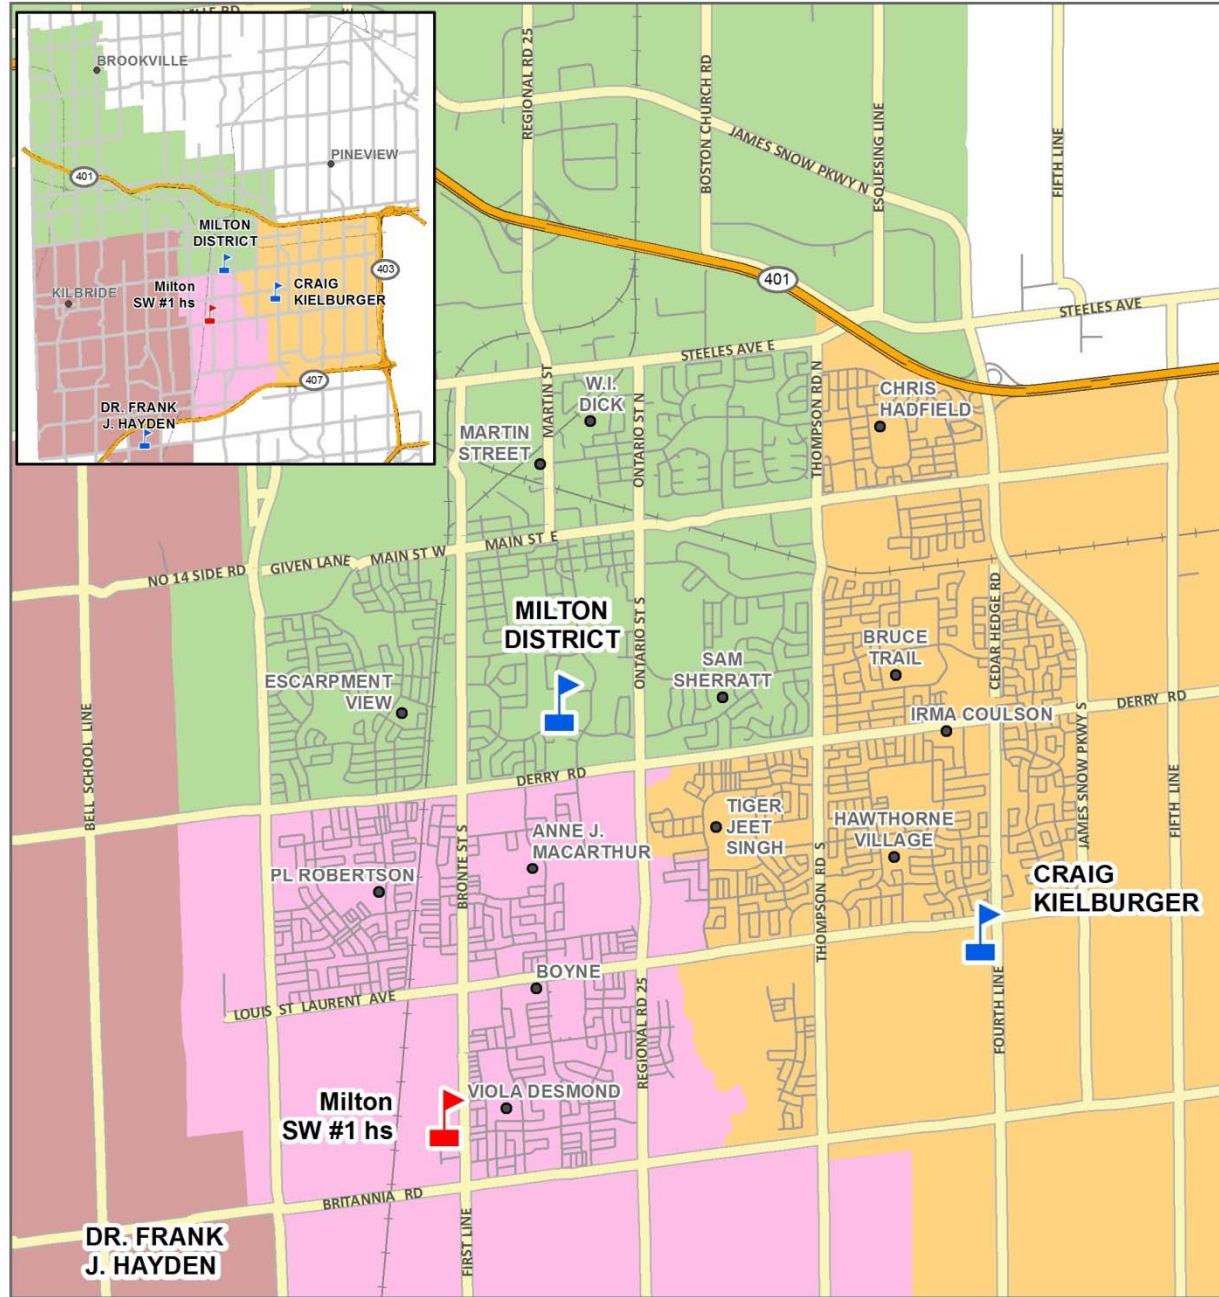 BROOKVILLE
PINEVIEW
401
MILTON
DISTRICT
403
KILBRIDE
Milton
SW #1 hs
CRAIG
KIELBURGER
407
DR. FRANK
J. HAYDEN
REGIONAL RD 25
BOSTON CHURCH RD
JAMES SNOW PKWY N
ESQUESING LINE
FIFTH LINE
401
STEELES AVE
STEELES AVE E
W.I.
DICK
MARTIN ST
MARTIN
STREET
ONTARIO ST N
THOMPSON RD N
CHRIS
HADFIELD
NO 14 SIDE RD
GIVEN LANE
MAIN ST W
MAIN ST E
MILTON
DISTRICT
ONTARIO ST S
SAM
SHERRATT
BRUCE
TRAIL
CEDAR HEDGE RD
ESCARPMENT
VIEW
IRMA COULSON
DERRY RD
BELL SCHOOL LINE
DERRY RD
JAMES SNOW PKWY S
FIFTH LINE
TIGER
JEET
SINGH
HAWTHORNE
VILLAGE
ANNE J.
MACARTHUR
PL ROBERTSON
BRONTE ST S
THOMPSON RD S
CRAIG
KIELBURGER
BOYNE
LOUIS ST LAURENT AVE
REGIONAL RD 25
FOURTH LINE
VIOLA DESMOND
Milton
SW #1 hs
BRITANNIA RD
FIRST LINE
DR. FRANK
J. HAYDEN